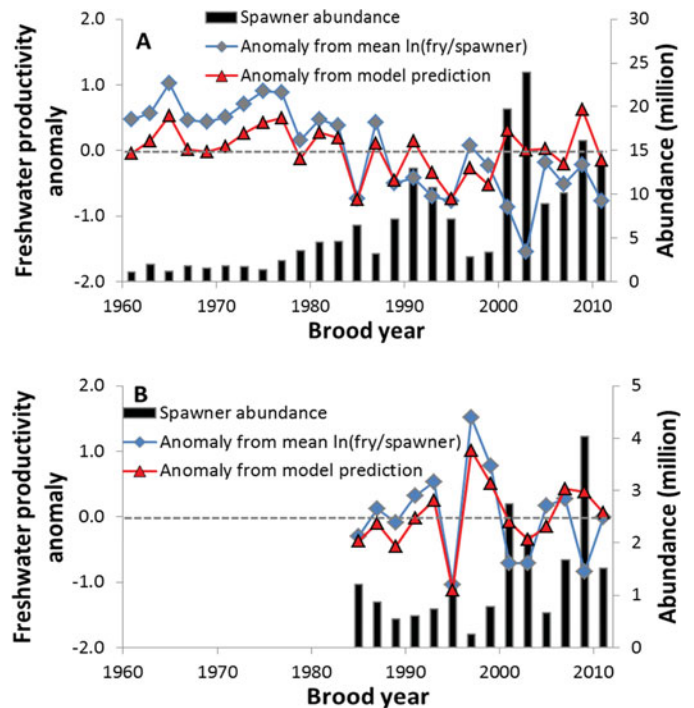 A
Spawner abundance
Anomaly from mean ln(fry/spawner)
Anomaly from model prediction
Freshwater productivity
anomaly
2.0
1.0
0.0
-1.0
-2.0
30
25
20
15
10
5
0
Abundance (million)
1960 1970 1980 1990 2000 2010
Brood year
B
Spawner abundance
Anomaly from mean ln(fry/spawner)
Anomaly from model prediction
Freshwater productivity
anomaly
2.0
1.0
0.0
-1.0
-2.0
5
4
3
2
1
0
Abundance (million)
1960 1970 1980 1990 2000 2010
Brood year